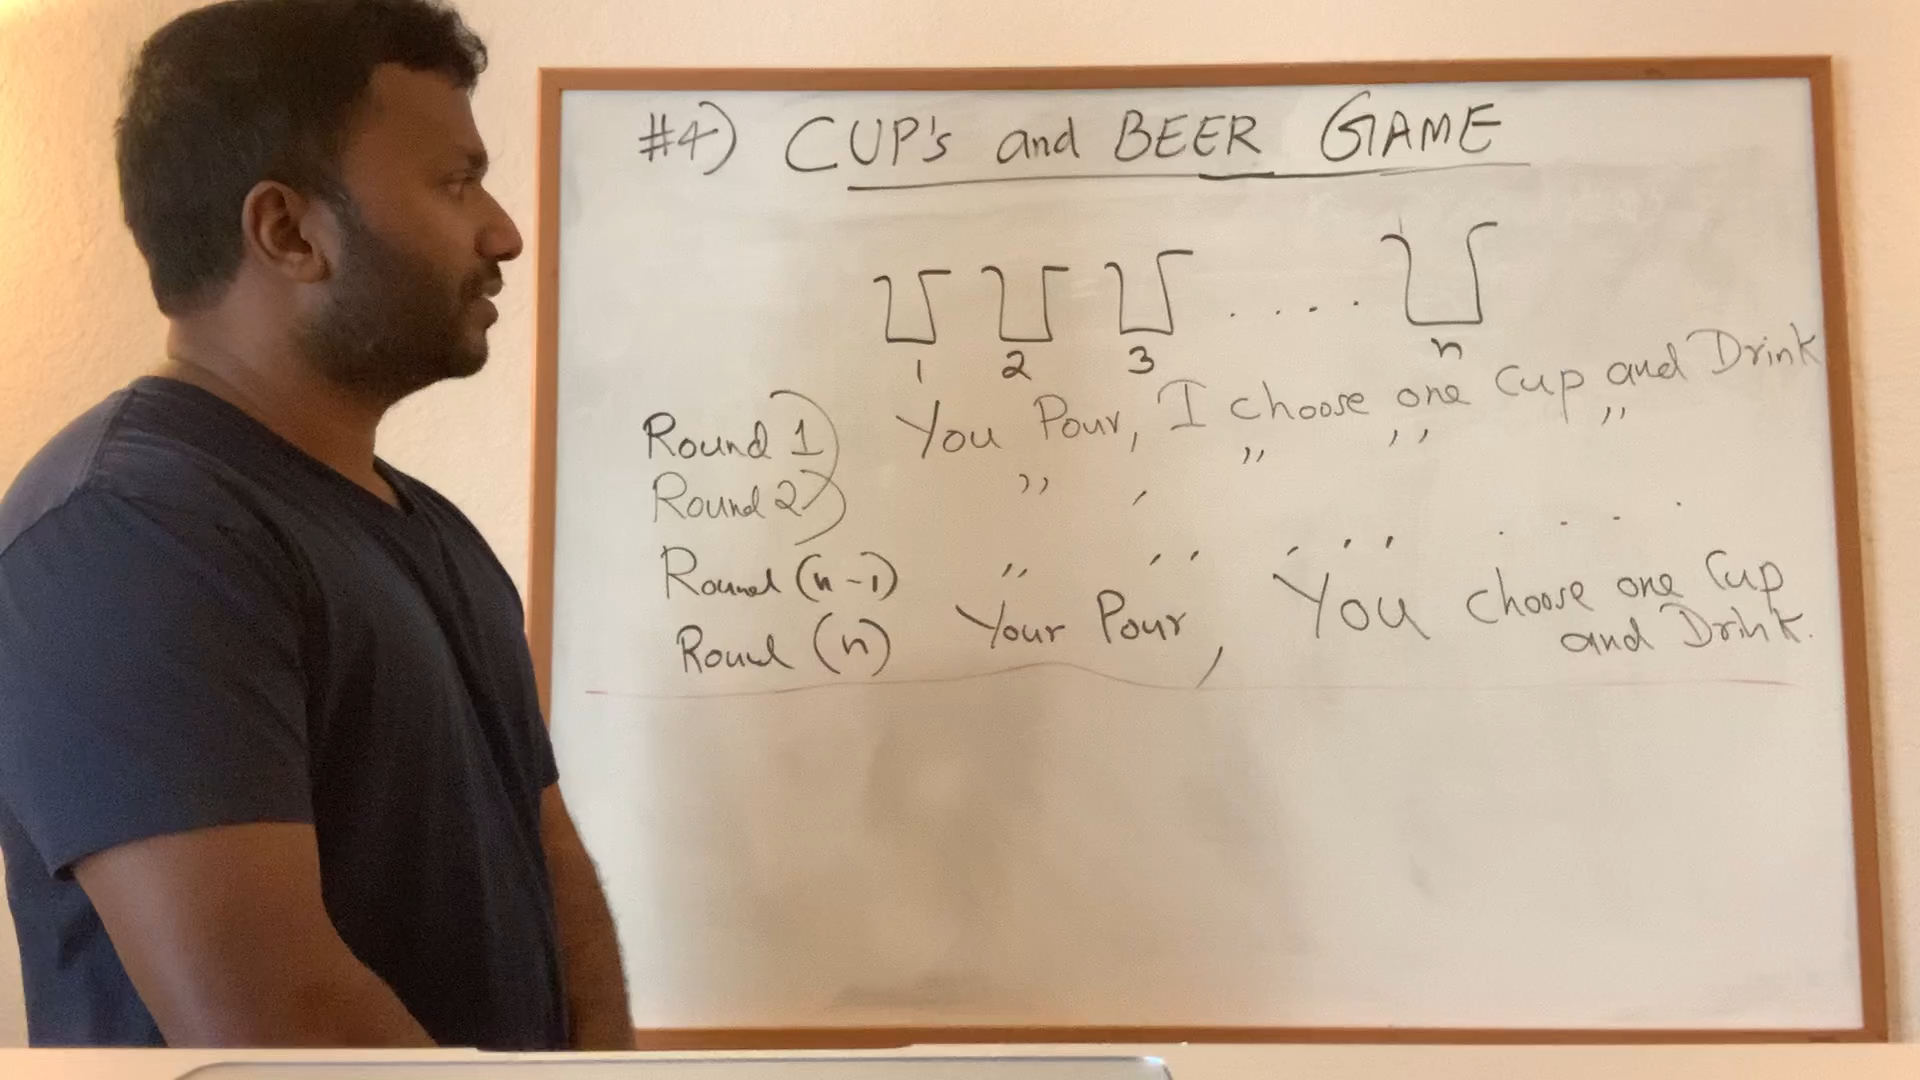 #4) CUP's and BEER GAME
1 2 3 . . . . n
Round 1) You Pour, I choose one Cup and Drink
Round 2) " , " " "
Round (n-1) " " . . . . . . .
Round (n) Your Pour, You choose one Cup
and Drink.